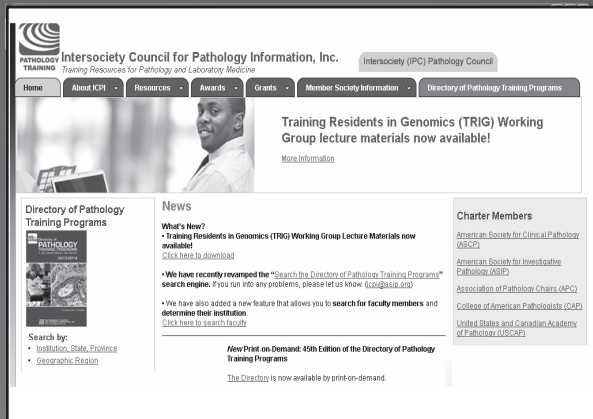 PATHOLOGY
TRAINING
Intersociety Council for Pathology Information, Inc.
Training Resources for Pathology and Laboratory Medicine
Intersociety (IPC) Pathology Council
Home
About ICPI
Resources
Awards
Grants
Member Society Information
Directory of Pathology Training Programs
Training Residents in Genomics (TRIG) Working
Group lecture materials now available!
More Information
Directory of Pathology
Training Programs
PATHOLOGY
Search by:
• Institution, State, Province
• Geographic Region
News
What's New?
• Training Residents in Genomics (TRIG) Working Group Lecture Materials now
available!
Click here to download
• We have recently revamped the "Search the Directory of Pathology Training Programs"
search engine. If you run into any problems, please let us know. (icpi@asip.org)
• We have also added a new feature that allows you to search for faculty members and
determine their institution.
Click here to search faculty
New Print-on-Demand: 45th Edition of the Directory of Pathology
Training Programs
The Directory is now available by print-on-demand.
Charter Members
American Society for Clinical Pathology
(ASCP)
American Society for Investigative
Pathology (ASIP)
Association of Pathology Chairs (APC)
College of American Pathologists (CAP)
United States and Canadian Academy
of Pathology (USCAP)